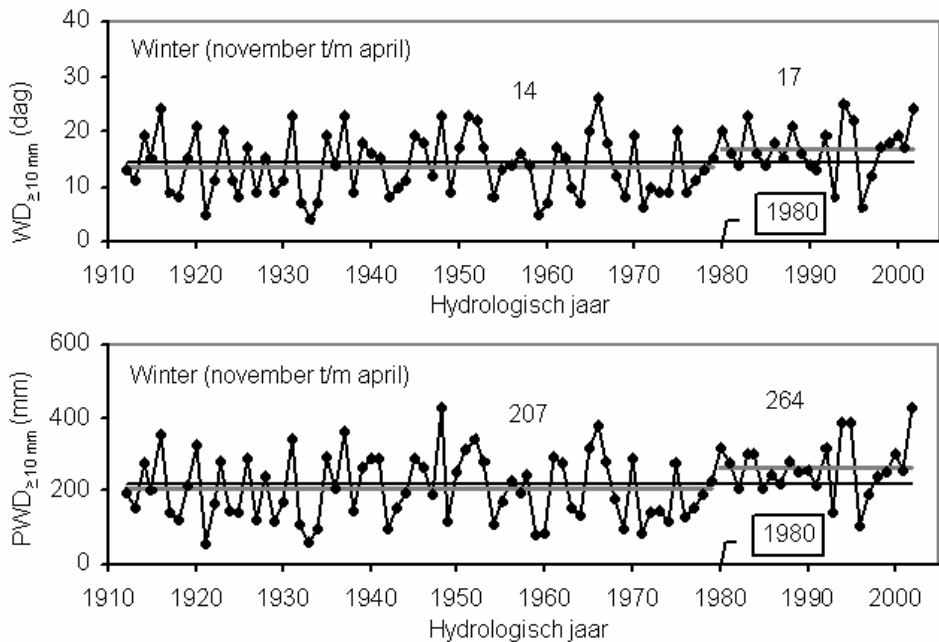 40
Winter (november t/m april)
14
17
30
20
10
0
WD≥10 mm (dag)
1980
1910 1920 1930 1940 1950 1960 1970 1980 1990 2000
Hydrologisch jaar
600
Winter (november t/m april)
207
264
400
200
0
PWD≥10 mm (mm)
1980
1910 1920 1930 1940 1950 1960 1970 1980 1990 2000
Hydrologisch jaar